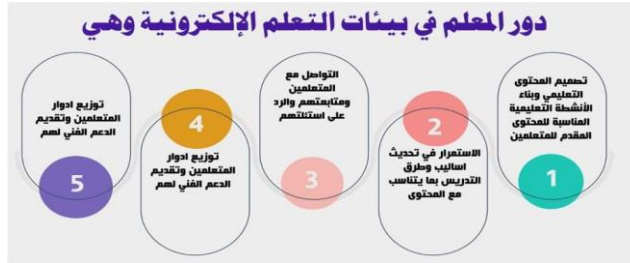 دور المعلم في بيئات التعلم الإلكترونية وهي
تصميم المحتوى
التعليمي وبناء
الأنشطة التعليمية
المناسبة للمحتوى
المقدم للمتعلمين
1
2
الاستمرار في تحديث
اساليب وطرق
التدريس بما يتناسب
مع المحتوى
التواصل مع
المتعلمين
ومتابعتهم والرد
على استئلتهم
3
4
توزيع ادوار
المتعلمين وتقديم
الدعم الفني لهم
توزيع ادوار
المتعلمين وتقديم
الدعم الفني لهم
5